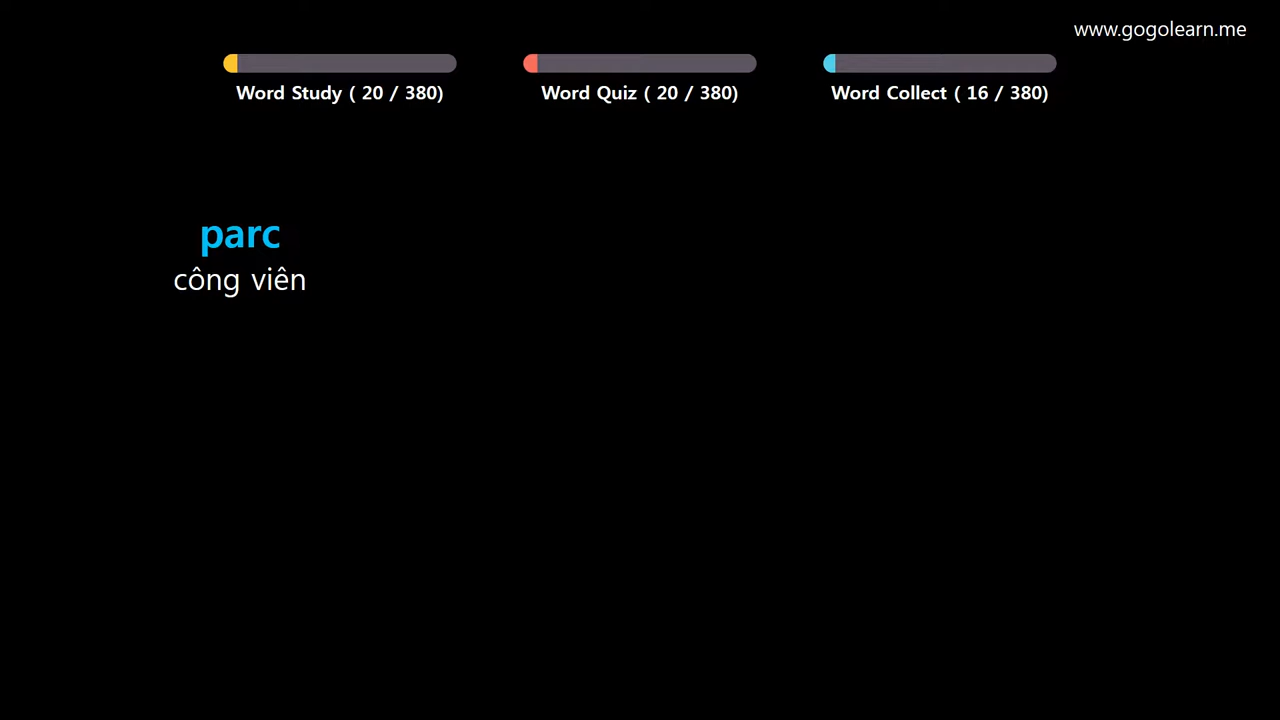 www.gogolearn.me
Word Study ( 20 / 380)
Word Quiz ( 20 / 380)
Word Collect ( 16 / 380)
parc
công viên